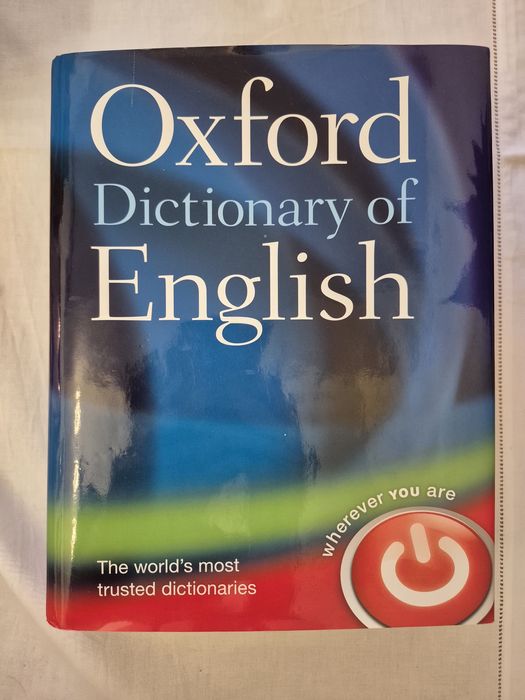 Oxford
Dictionary of
English
wherever YOU are
The world's most
trusted dictionaries